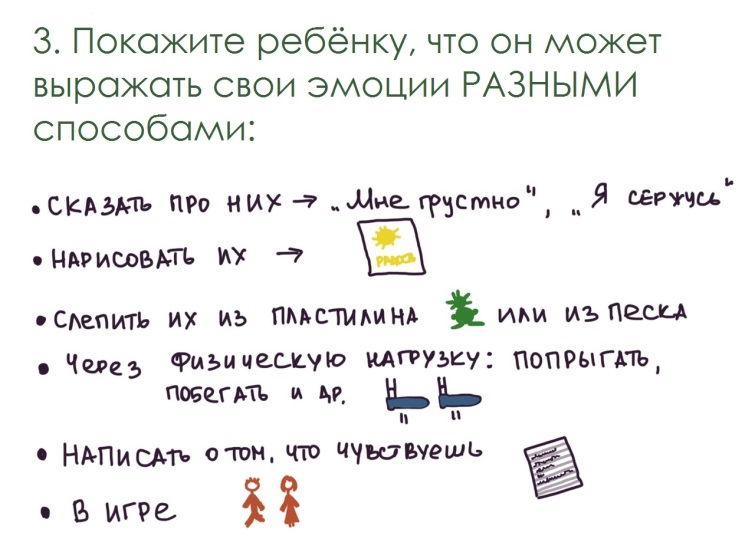 3. Покажите ребёнку, что он может
выражать свои эмоции РАЗНЫМИ
способами:
• СКАЗАТЬ ПРО НИХ → „Мне грустно", „Я СЕРЖУСЬ"
• НАРИСОВАТЬ ИХ →
РАДОСТЬ
• СЛЕПИТЬ ИХ ИЗ ПЛАСТИЛИНА ИЛИ ИЗ ПЕСКА
• ЧЕРЕЗ ФИЗИЧЕСКУЮ НАГРУЗКУ: ПОПРЫГАТЬ,
ПОБЕГАТЬ И ДР.
• НАПИСАТЬ О ТОМ, ЧТО ЧУВСТВУЕШЬ
• В ИГРЕ